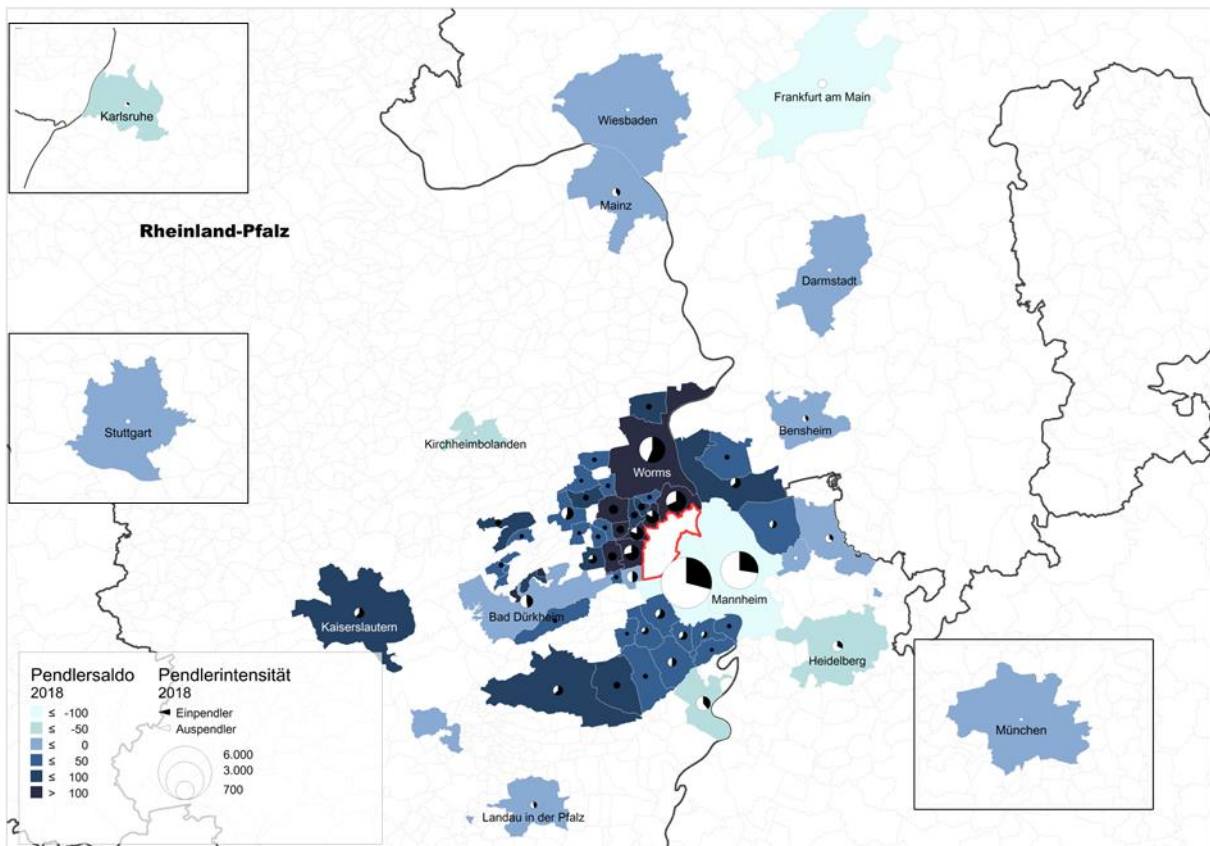 Karlsruhe
Wiesbaden
Frankfurt am Main
Mainz
Rheinland-Pfalz
Darmstadt
Stuttgart
Kirchheimbolanden
Bensheim
Worms
Mannheim
Bad Dürkheim
Kaiserslautern
Heidelberg
München
Landau in der Pfalz
Pendlersaldo
2018
≤ -100
≤ -50
≤ 0
≤ 50
≤ 100
> 100
Pendlerintensität
2018
Einpendler
Auspendler
6.000
3.000
700